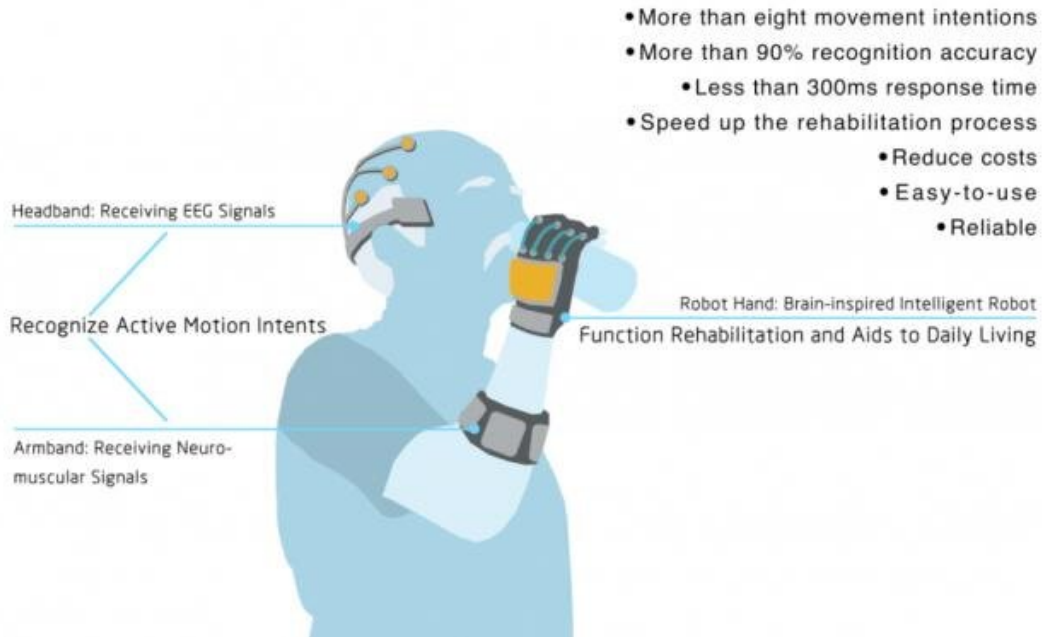 • More than eight movement intentions
• More than 90% recognition accuracy
• Less than 300ms response time
• Speed up the rehabilitation process
• Reduce costs
• Easy-to-use
• Reliable
Headband: Receiving EEG Signals
Recognize Active Motion Intents
Armband: Receiving Neuro-
muscular Signals
Robot Hand: Brain-inspired Intelligent Robot
Function Rehabilitation and Aids to Daily Living